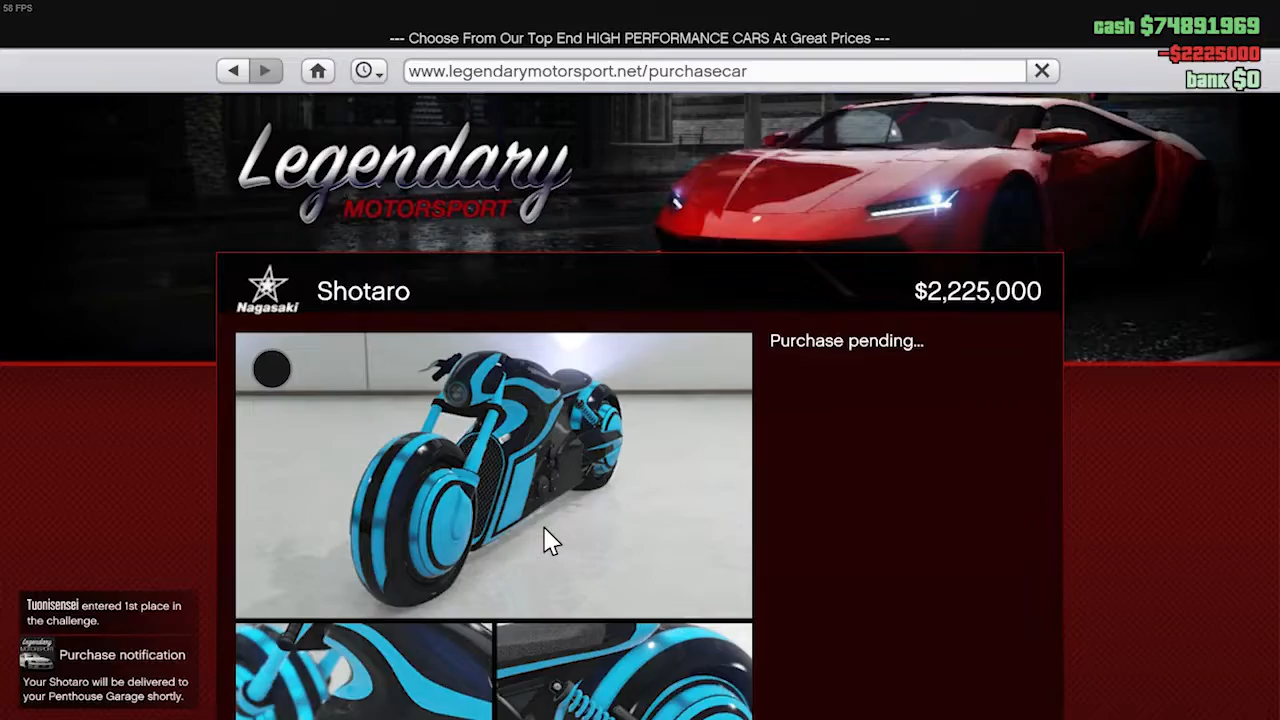 58 FPS
--- Choose From Our Top End HIGH PERFORMANCE CARS At Great Prices ---
cash $74891969
-$2225000
bank $0
www.legendarymotorsport.net/purchasecar
Legendary
MOTORSPORT
Nagasaki
Shotaro
$2,225,000
Purchase pending...
Tuonisensei entered 1st place in
the challenge.
Legendary
MOTORSPORT
Purchase notification
Your Shotaro will be delivered to
your Penthouse Garage shortly.